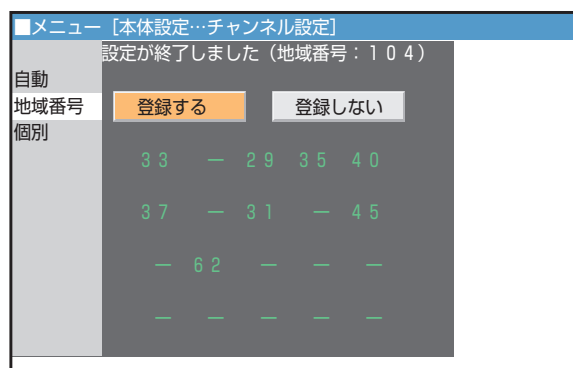 ■メニュー [本体設定…チャンネル設定]
設定が終了しました(地域番号:104)
自動
地域番号 登録する 登録しない
個別
33 － 29 35 40
37 － 31 － 45
－ 62 － － －
－ － － － －